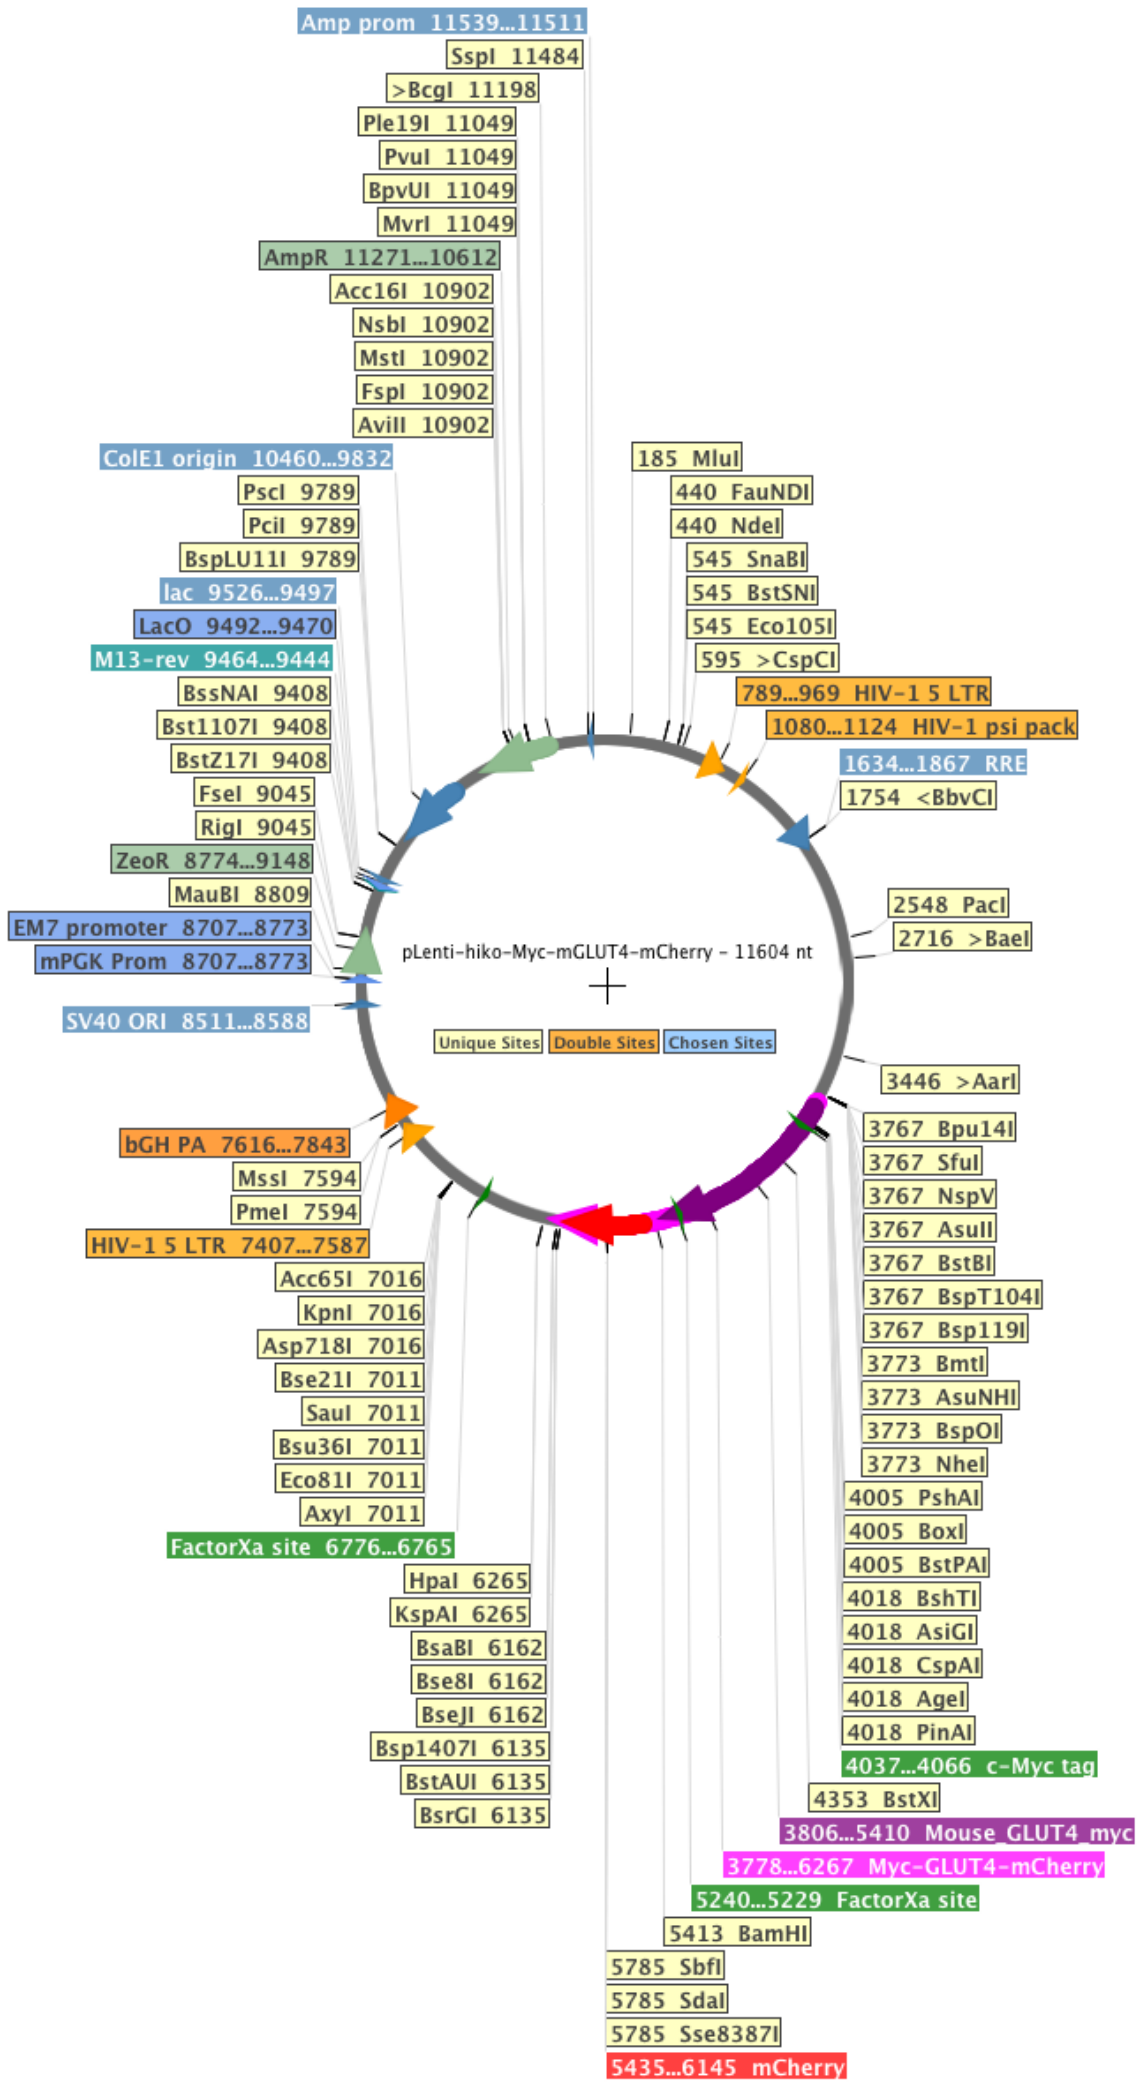 Amp prom 11539...11511
SspI 11484
>BcgI 11198
Ple19I 11049
PvuI 11049
BpvUI 11049
MvrI 11049
AmpR 11271...10612
Acc16I 10902
NsbI 10902
MstI 10902
FspI 10902
AviII 10902
ColE1 origin 10460...9832
PscI 9789
PciI 9789
BspLU11I 9789
lac 9526...9497
LacO 9492...9470
M13-rev 9464...9444
BssNAI 9408
Bst1107I 9408
BstZ17I 9408
FseI 9045
RigI 9045
ZeoR 8774...9148
MauBI 8809
EM7 promoter 8707...8773
mPGK Prom 8707...8773
SV40 ORI 8511...8588
bGH PA 7616...7843
MssI 7594
PmeI 7594
HIV-1 5 LTR 7407...7587
Acc65I 7016
KpnI 7016
Asp718I 7016
Bse21I 7011
SauI 7011
Bsu36I 7011
Eco81I 7011
AxyI 7011
FactorXa site 6776...6765
HpaI 6265
KspAI 6265
BsaBI 6162
Bse8I 6162
BseJI 6162
Bsp1407I 6135
BstAUI 6135
BsrGI 6135
185 MluI
440 FauNDI
440 NdeI
545 SnaBI
545 BstSNI
545 Eco105I
595 >CspCI
789...969 HIV-1 5 LTR
1080...1124 HIV-1 psi pack
1634...1867 RRE
1754 <BbvCI
2548 PacI
2716 >BaeI
pLenti-hiko-Myc-mGLUT4-mCherry - 11604 nt
Unique Sites
Double Sites
Chosen Sites
3446 >AarI
3767 Bpu14I
3767 SfuI
3767 NspV
3767 AsuII
3767 BstBI
3767 BspT104I
3767 Bsp119I
3773 BmtI
3773 AsuNHI
3773 BspOI
3773 NheI
4005 PshAI
4005 BoxI
4005 BstPAI
4018 BshTI
4018 AsiGI
4018 CspAI
4018 AgeI
4018 PinAI
4037...4066 c-Myc tag
4353 BstXI
3806...5410 Mouse_GLUT4_myc
3778...6267 Myc-GLUT4-mCherry
5240...5229 FactorXa site
5413 BamHI
5785 SbfI
5785 SdaI
5785 Sse8387I
5435...6145 mCherry